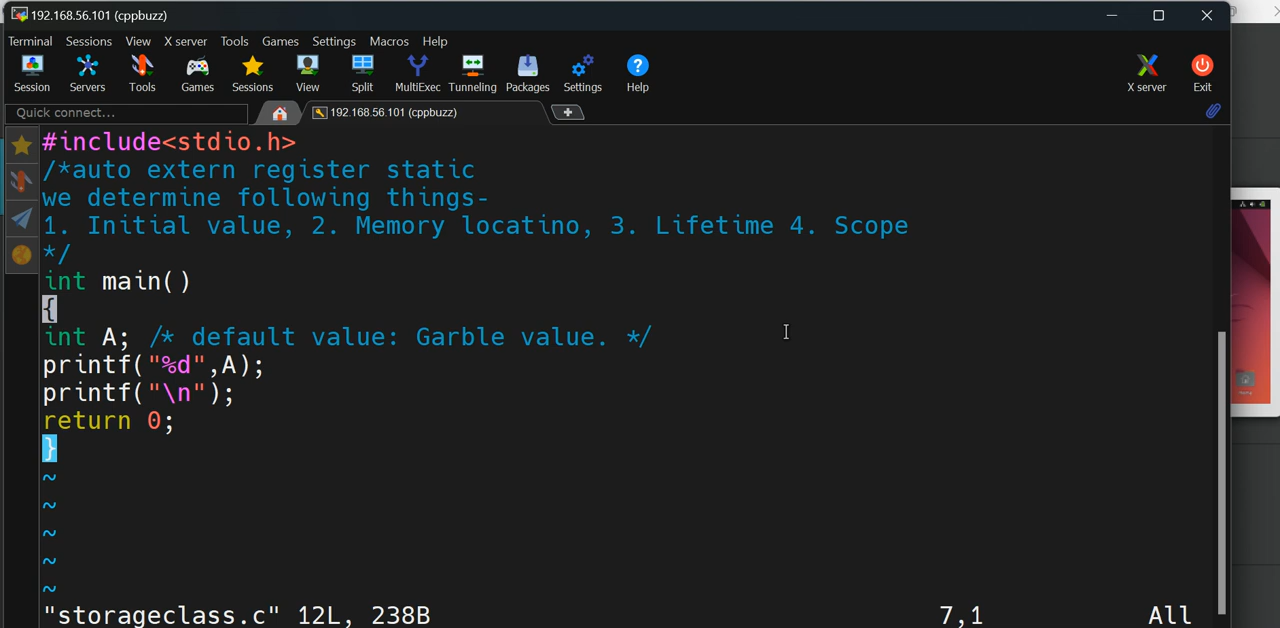 192.168.56.101 (cppbuzz)
Terminal Sessions View X server Tools Games Settings Macros Help
Session Servers Tools Games Sessions View Split MultiExec Tunneling Packages Settings Help X server Exit
Quick connect... 192.168.56.101 (cppbuzz)
#include<stdio.h>
/*auto extern register static
we determine following things-
1. Initial value, 2. Memory locatino, 3. Lifetime 4. Scope
*/
int main()
{
int A; /* default value: Garble value. */
printf("%d",A);
printf("\n");
return 0;
}
~
~
~
~
~
"storageclass.c" 12L, 238B 7,1 All